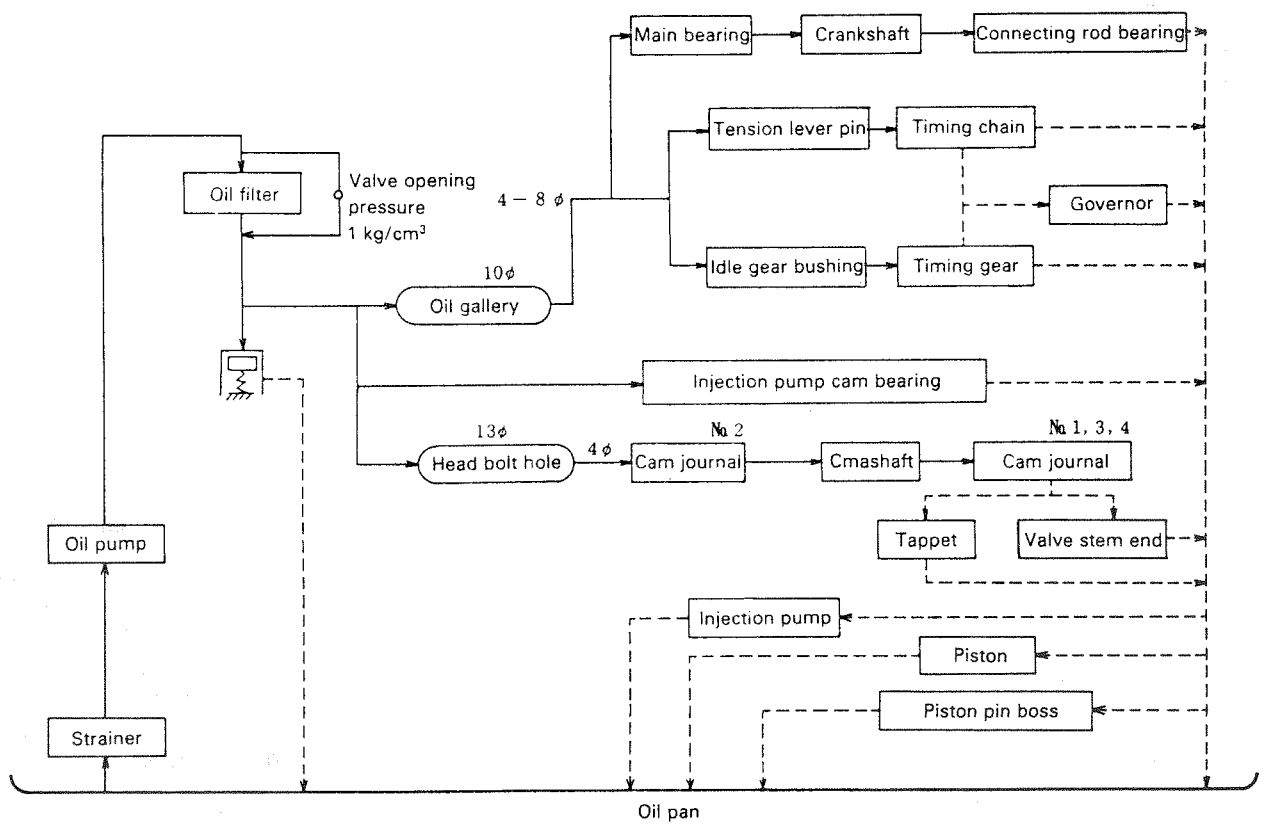 Main bearing
Crankshaft
Connecting rod bearing
Tension lever pin
Timing chain
Oil filter
Valve opening
pressure
1 kg/cm³
4 – 8 φ
Governor
10φ
Oil gallery
Idle gear bushing
Timing gear
Injection pump cam bearing
13φ
Head bolt hole
4 φ
№ 2
Cam journal
Cmashaft
№ 1, 3, 4
Cam journal
Oil pump
Tappet
Valve stem end
Injection pump
Piston
Piston pin boss
Strainer
Oil pan